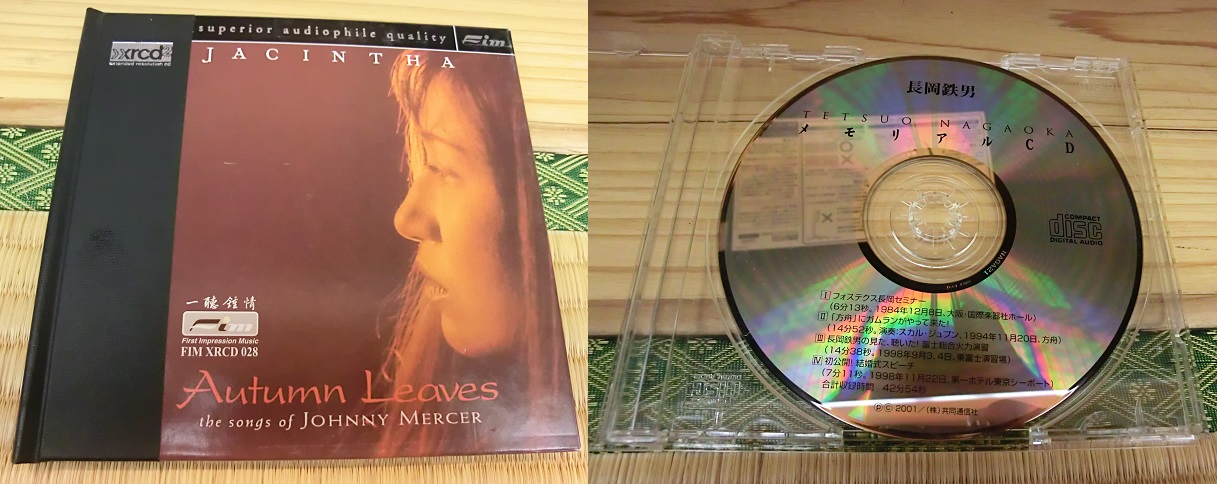 superior audiophile quality
Fim
xrcd2
extended resolution cd
JACINTHA
一聽鍾情
Fim
First Impression Music
FIM XRCD 028
Autumn Leaves
the songs of JOHNNY MERCER
長岡鉄男
TETSUO NAGAOKA
メモリアルCD
COMPACT
disc
DIGITAL AUDIO
NAGA21
Ⅰ フォステクス長岡セミナー
(6分13秒、1984年12月8日、大阪・国際楽器社ホール)
Ⅱ 「方舟」にガムランがやって来た!
(14分52秒。演奏:スカル・ジュプン、1994年11月20日、方舟)
Ⅲ 長岡鉄男の見た、聴いた! 富士総合火力演習
(14分38秒。1998年9月3、4日、東富士演習場)
Ⅳ 初公開! 結婚式スピーチ
(7分11秒。1998年11月22日、第一ホテル東京シーポート)
合計収録時間 42分54秒
Ⓟ© 2001/(株)共同通信社